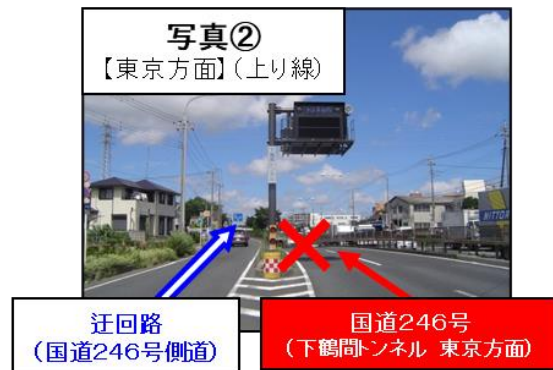 写真②
【東京方面】(上り線)
迂回路
(国道246号側道)
国道246号
(下鶴間トンネル 東京方面)